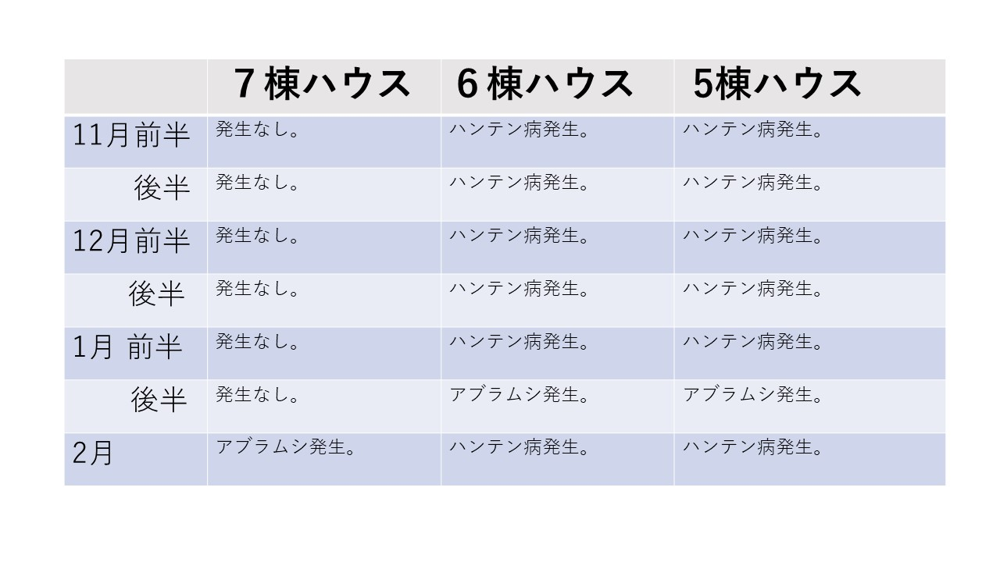 ７棟ハウス ６棟ハウス 5棟ハウス
11月前半 発生なし。 ハンテン病発生。 ハンテン病発生。
後半 発生なし。 ハンテン病発生。 ハンテン病発生。
12月前半 発生なし。 ハンテン病発生。 ハンテン病発生。
後半 発生なし。 ハンテン病発生。 ハンテン病発生。
1月 前半 発生なし。 ハンテン病発生。 ハンテン病発生。
後半 発生なし。 アブラムシ発生。 アブラムシ発生。
2月 アブラムシ発生。 ハンテン病発生。 ハンテン病発生。